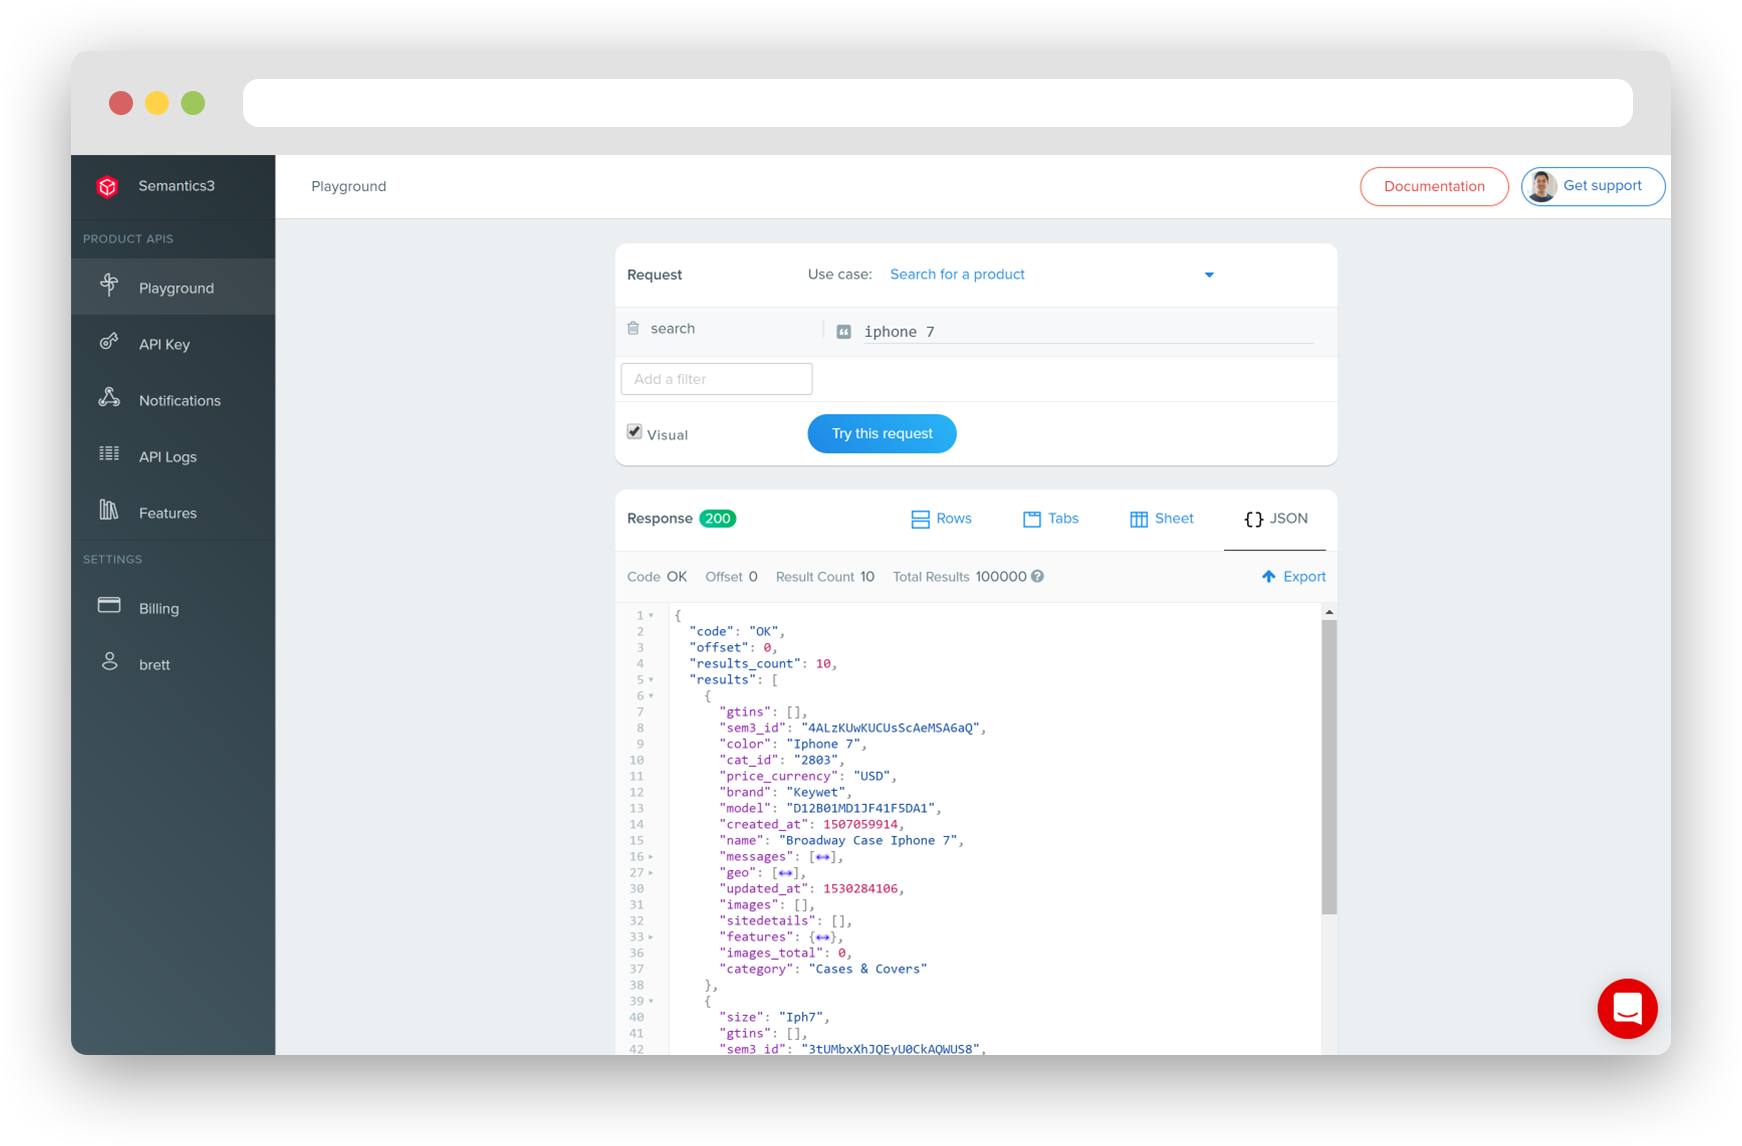 Semantics3
Playground
Documentation
Get support
PRODUCT APIS
Playground
API Key
Notifications
API Logs
Features
SETTINGS
Billing
brett
Request
Use case: Search for a product
search
iphone 7
Add a filter
Visual
Try this request
Response 200
Rows
Tabs
Sheet
{} JSON
Code OK Offset 0 Result Count 10 Total Results 100000
Export
1 {
2 "code": "OK",
3 "offset": 0,
4 "results_count": 10,
5 "results": [
6 {
7 "gtins": [],
8 "sem3_id": "4ALzKUwKUCUsScAeMSA6aQ",
9 "color": "Iphone 7",
10 "cat_id": "2803",
11 "price_currency": "USD",
12 "brand": "Keywet",
13 "model": "D12B01MD1JF41F5DA1",
14 "created_at": 1507059914,
15 "name": "Broadway Case Iphone 7",
16 "messages": [↔],
27 "geo": [↔],
30 "updated_at": 1530284106,
31 "images": [],
32 "sitedetails": [],
33 "features": {↔},
36 "images_total": 0,
37 "category": "Cases & Covers"
38 },
39 {
40 "size": "Iph7",
41 "gtins": [],
42 "sem3_id": "3tUMbxXhJQEyU0CkAQWUS8",